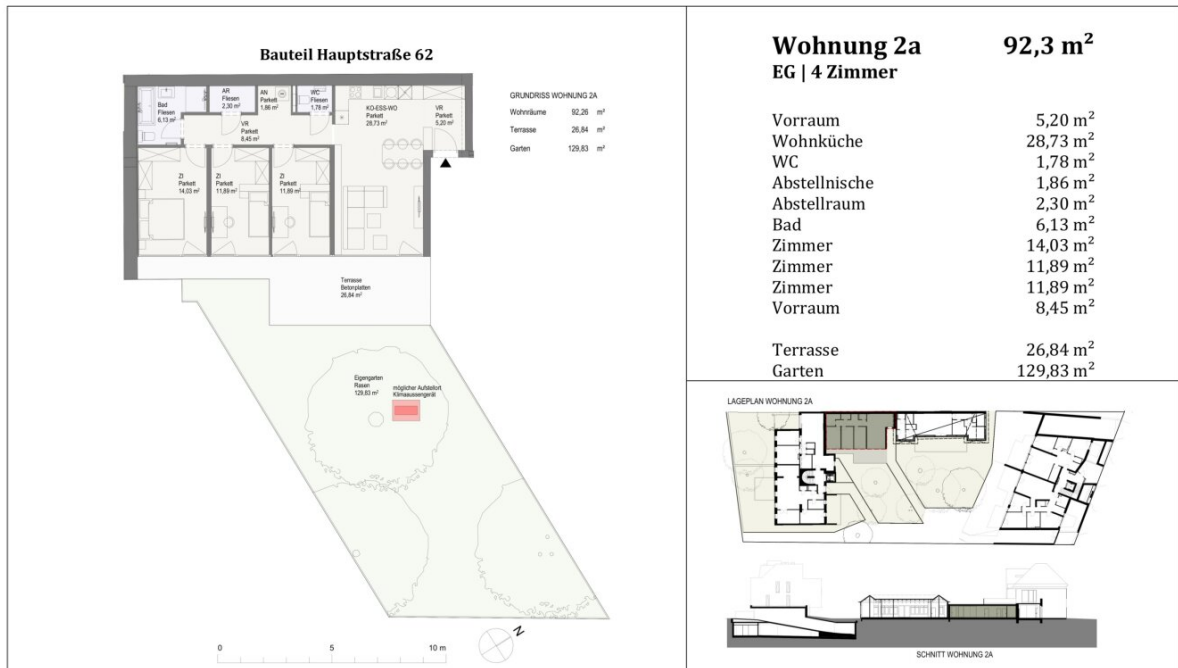 Bauteil Hauptstraße 62
Bad
Fliesen
6,13 m²
AR
Fliesen
2,30 m²
AN
Parkett
1,86 m²
WC
Fliesen
1,78 m²
KO-ESS-WO
Parkett
28,73 m²
VR
Parkett
5,20 m²
VR
Parkett
8,45 m²
ZI
Parkett
14,03 m²
ZI
Parkett
11,89 m²
ZI
Parkett
11,89 m²
Terrasse
Betonplatten
26,84 m²
Eigengarten
Rasen
129,83 m²
möglicher Aufstellort
Klimaaussengerät
0 5 10 m
N
GRUNDRISS WOHNUNG 2A
Wohnräume 92,26 m²
Terrasse 26,84 m²
Garten 129,83 m²
Wohnung 2a 92,3 m²
EG | 4 Zimmer
Vorraum 5,20 m²
Wohnküche 28,73 m²
WC 1,78 m²
Abstellnische 1,86 m²
Abstellraum 2,30 m²
Bad 6,13 m²
Zimmer 14,03 m²
Zimmer 11,89 m²
Zimmer 11,89 m²
Vorraum 8,45 m²
Terrasse 26,84 m²
Garten 129,83 m²
LAGEPLAN WOHNUNG 2A
SCHNITT WOHNUNG 2A